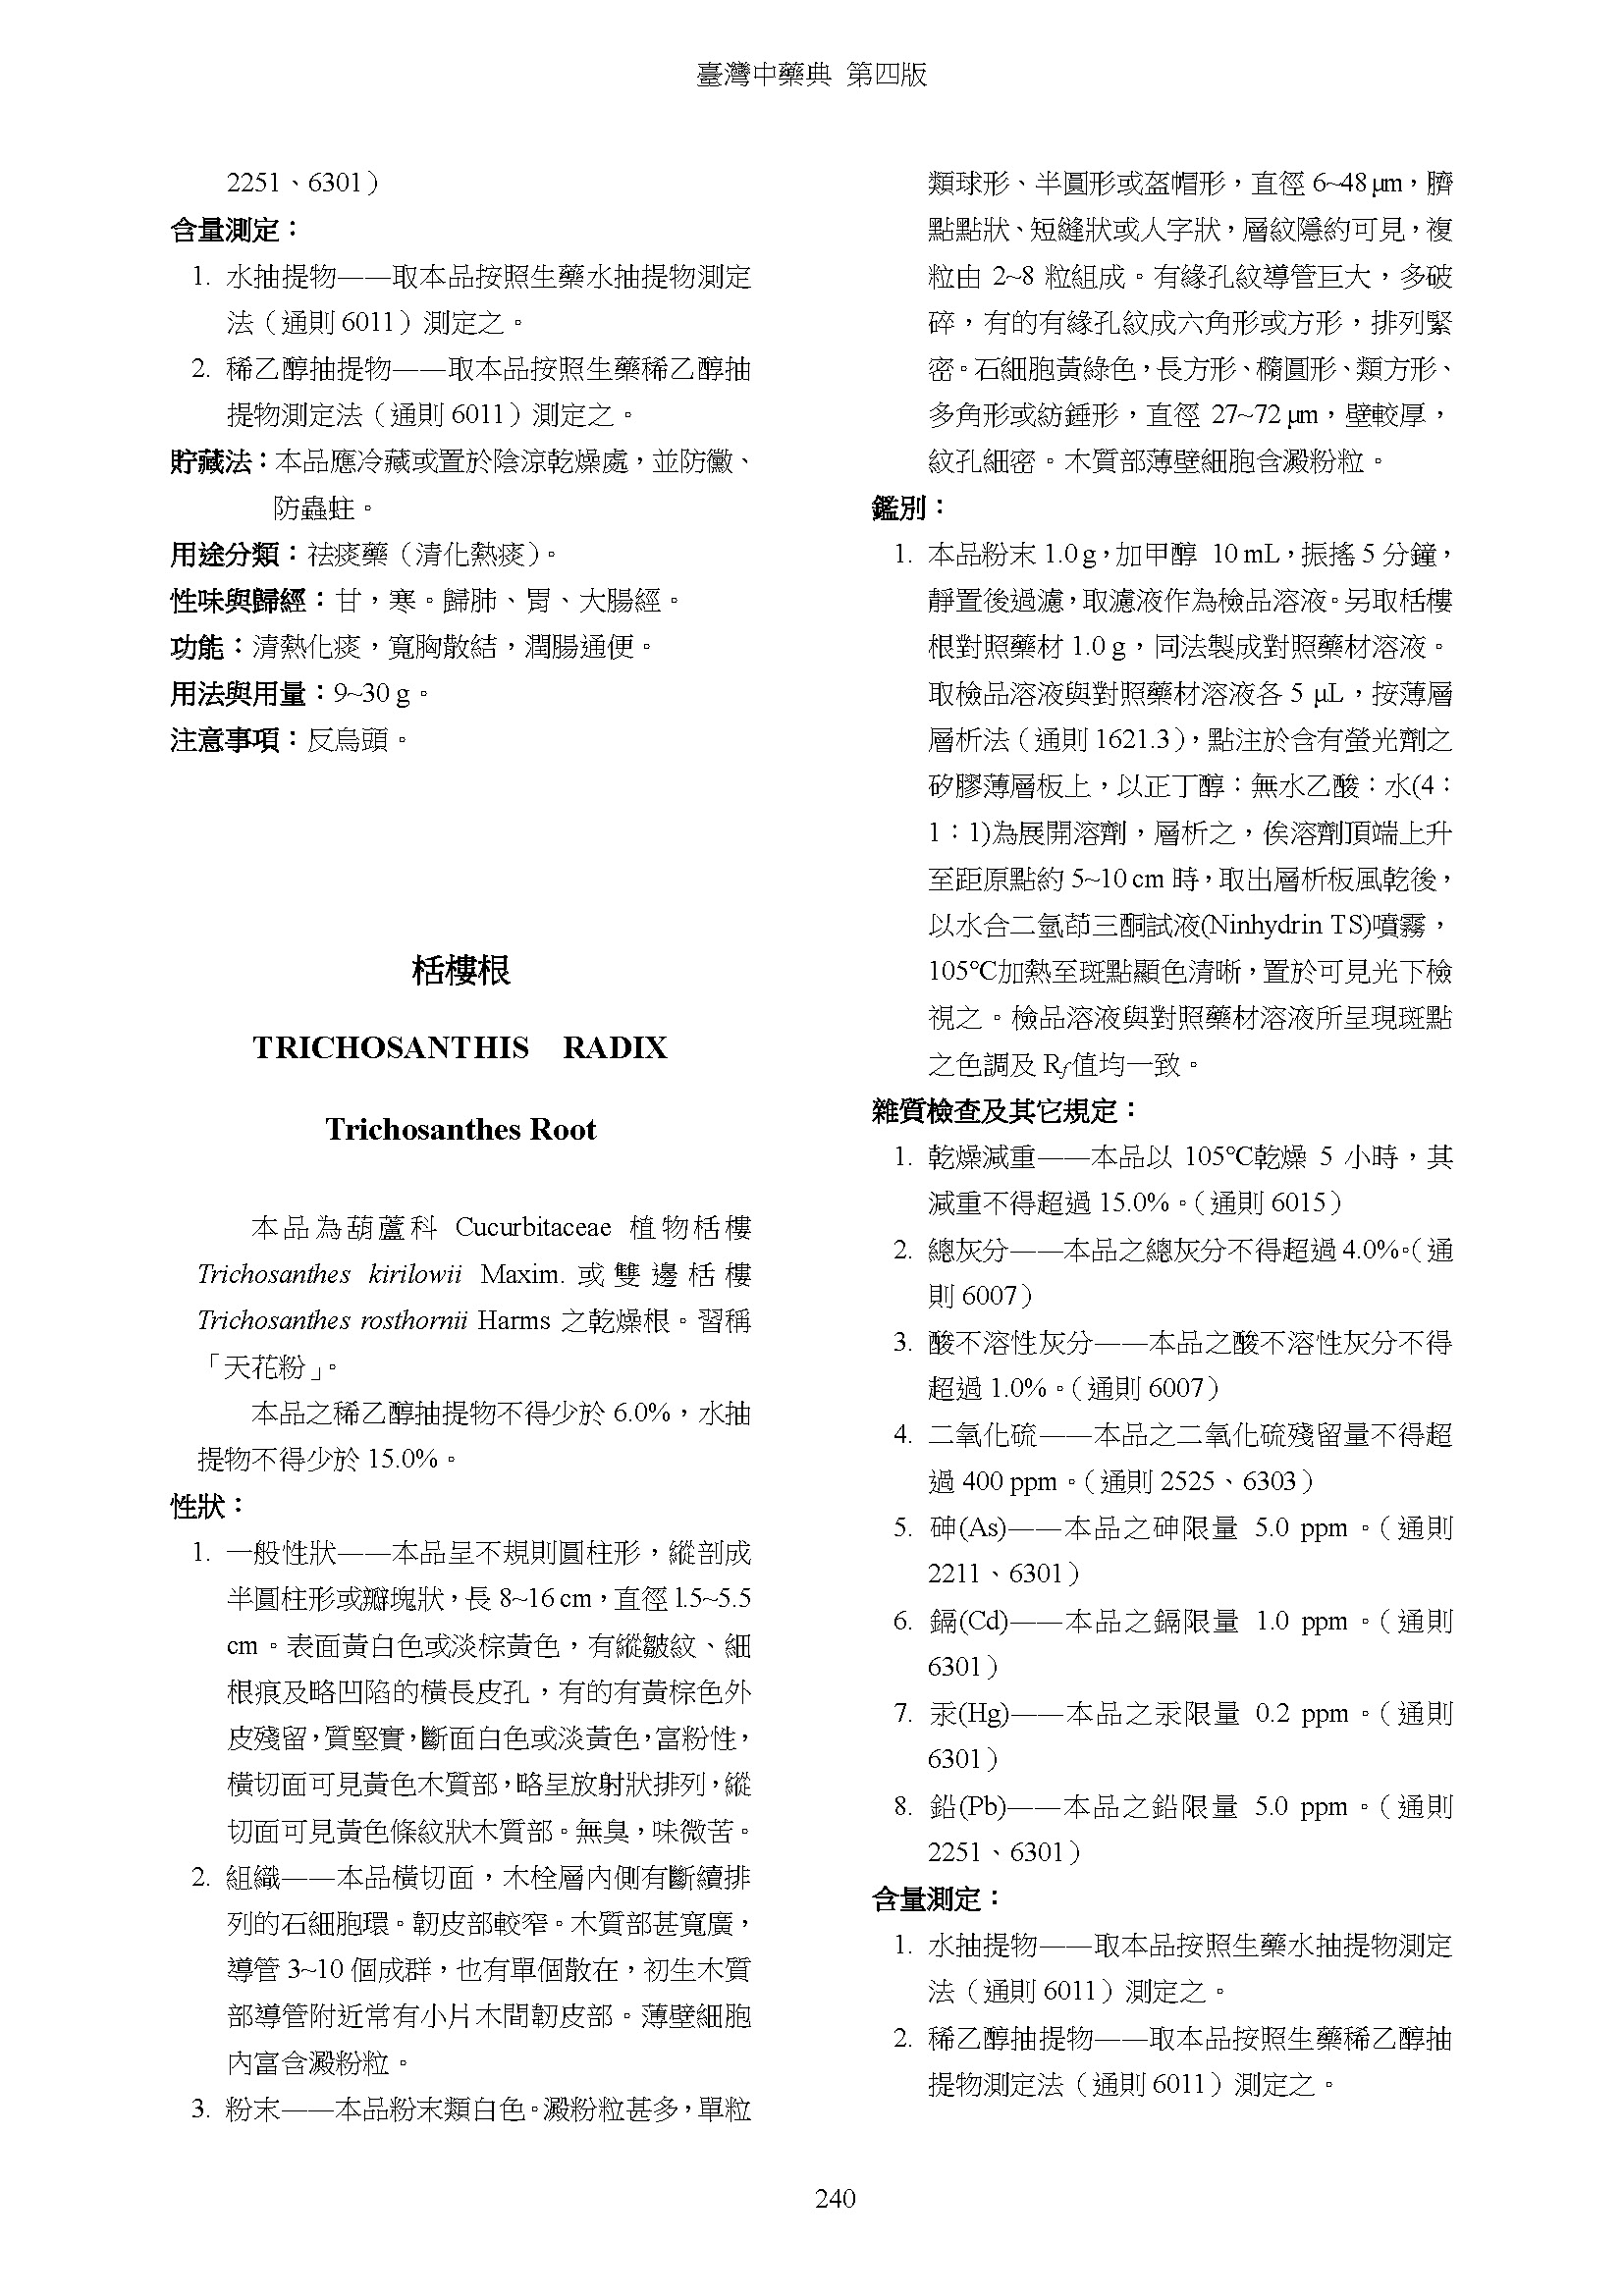 臺灣中藥典 第四版
2251、6301）
含量測定：
1. 水抽提物——取本品按照生藥水抽提物測定
法（通則 6011）測定之。
2. 稀乙醇抽提物——取本品按照生藥稀乙醇抽
提物測定法（通則 6011）測定之。
貯藏法：本品應冷藏或置於陰涼乾燥處，並防黴、
防蟲蛀。
用途分類：祛痰藥（清化熱痰）。
性味與歸經：甘，寒。歸肺、胃、大腸經。
功能：清熱化痰，寬胸散結，潤腸通便。
用法與用量：9~30 g。
注意事項：反烏頭。
栝樓根
TRICHOSANTHIS RADIX
Trichosanthes Root
本品為葫蘆科 Cucurbitaceae 植物栝樓
Trichosanthes kirilowii Maxim. 或雙邊栝樓
Trichosanthes rosthornii Harms 之乾燥根。習稱
「天花粉」。
本品之稀乙醇抽提物不得少於 6.0%，水抽
提物不得少於 15.0%。
性狀：
1. 一般性狀——本品呈不規則圓柱形，縱剖成
半圓柱形或瓣塊狀，長 8~16 cm，直徑 1.5~5.5
cm。表面黃白色或淡棕黃色，有縱皺紋、細
根痕及略凹陷的橫長皮孔，有的有黃棕色外
皮殘留，質堅實，斷面白色或淡黃色，富粉性，
橫切面可見黃色木質部，略呈放射狀排列，縱
切面可見黃色條紋狀木質部。無臭，味微苦。
2. 組織——本品橫切面，木栓層內側有斷續排
列的石細胞環。韌皮部較窄。木質部甚寬廣，
導管 3~10 個成群，也有單個散在，初生木質
部導管附近常有小片木間韌皮部。薄壁細胞
內富含澱粉粒。
3. 粉末——本品粉末類白色。澱粉粒甚多，單粒
類球形、半圓形或盔帽形，直徑 6~48 μm，臍
點點狀、短縫狀或人字狀，層紋隱約可見，複
粒由 2~8 粒組成。有緣孔紋導管巨大，多破
碎，有的有緣孔紋成六角形或方形，排列緊
密。石細胞黃綠色，長方形、橢圓形、類方形、
多角形或紡錘形，直徑 27~72 μm，壁較厚，
紋孔細密。木質部薄壁細胞含澱粉粒。
鑑別：
1. 本品粉末 1.0 g，加甲醇 10 mL，振搖 5 分鐘，
靜置後過濾，取濾液作為檢品溶液。另取栝樓
根對照藥材 1.0 g，同法製成對照藥材溶液。
取檢品溶液與對照藥材溶液各 5 μL，按薄層
層析法（通則 1621.3），點注於含有螢光劑之
矽膠薄層板上，以正丁醇：無水乙酸：水(4：
1：1)為展開溶劑，層析之，俟溶劑頂端上升
至距原點約 5~10 cm 時，取出層析板風乾後，
以水合二氫茚三酮試液(Ninhydrin TS)噴霧，
105℃加熱至斑點顯色清晰，置於可見光下檢
視之。檢品溶液與對照藥材溶液所呈現斑點
之色調及 Rf值均一致。
雜質檢查及其它規定：
1. 乾燥減重——本品以 105℃乾燥 5 小時，其
減重不得超過 15.0%。（通則 6015）
2. 總灰分——本品之總灰分不得超過 4.0%。（通
則 6007）
3. 酸不溶性灰分——本品之酸不溶性灰分不得
超過 1.0%。（通則 6007）
4. 二氧化硫——本品之二氧化硫殘留量不得超
過 400 ppm。（通則 2525、6303）
5. 砷(As)——本品之砷限量 5.0 ppm。（通則
2211、6301）
6. 鎘(Cd)——本品之鎘限量 1.0 ppm。（通則
6301）
7. 汞(Hg)——本品之汞限量 0.2 ppm。（通則
6301）
8. 鉛(Pb)——本品之鉛限量 5.0 ppm。（通則
2251、6301）
含量測定：
1. 水抽提物——取本品按照生藥水抽提物測定
法（通則 6011）測定之。
2. 稀乙醇抽提物——取本品按照生藥稀乙醇抽
提物測定法（通則 6011）測定之。
240